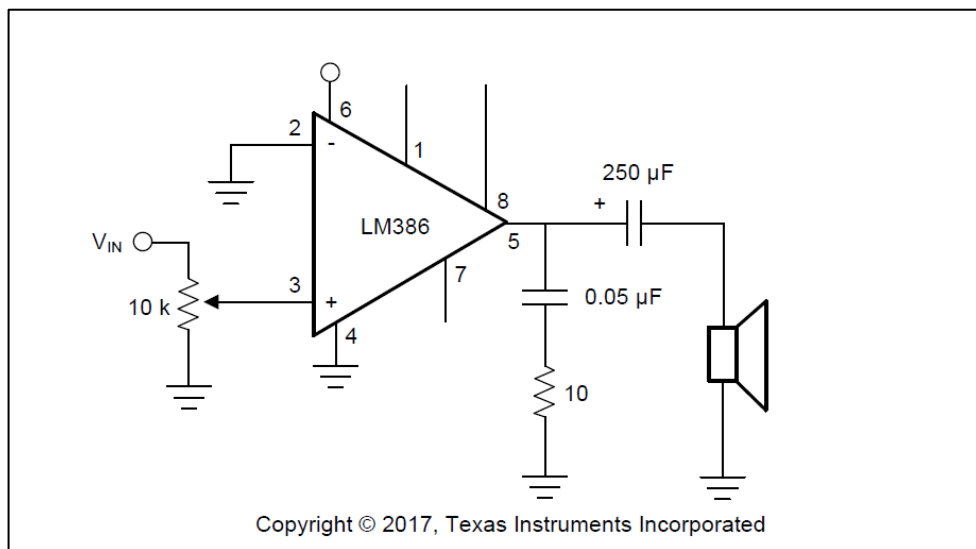 6
2
-
1
250 µF
+
8
LM386
5
V_IN
7
3
0.05 µF
10 k
+
4
10
Copyright © 2017, Texas Instruments Incorporated